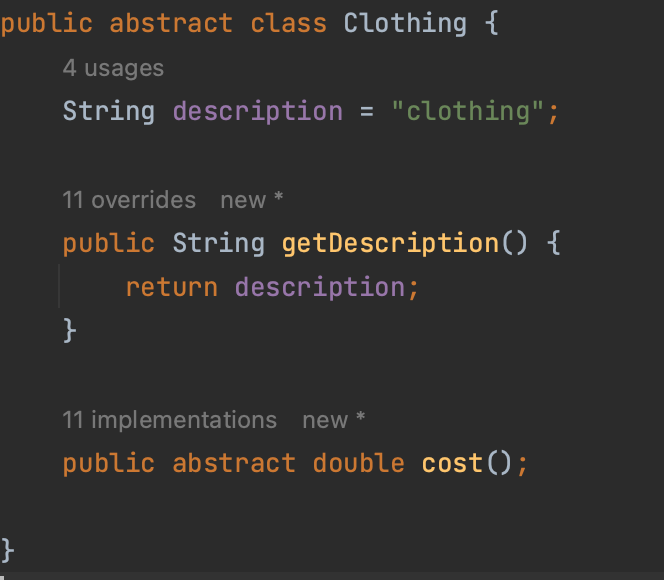 public abstract class Clothing {
4 usages
String description = "clothing";
11 overrides new *
public String getDescription() {
return description;
}
11 implementations new *
public abstract double cost();
}